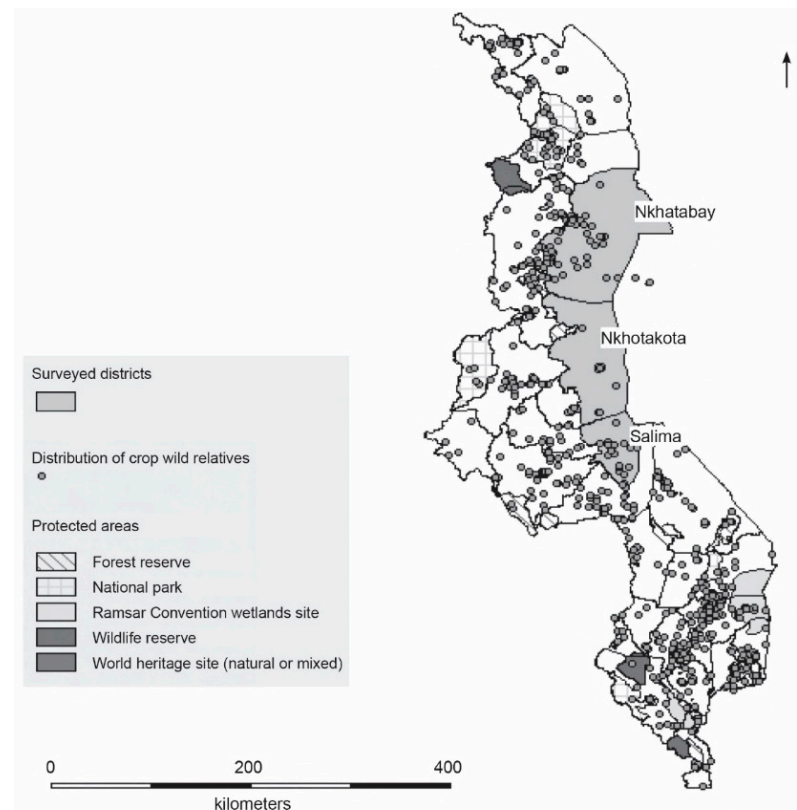 Nkhatabay
Nkhotakota
Salima
Surveyed districts
Distribution of crop wild relatives
Protected areas
Forest reserve
National park
Ramsar Convention wetlands site
Wildlife reserve
World heritage site (natural or mixed)
0 200 400
kilometers